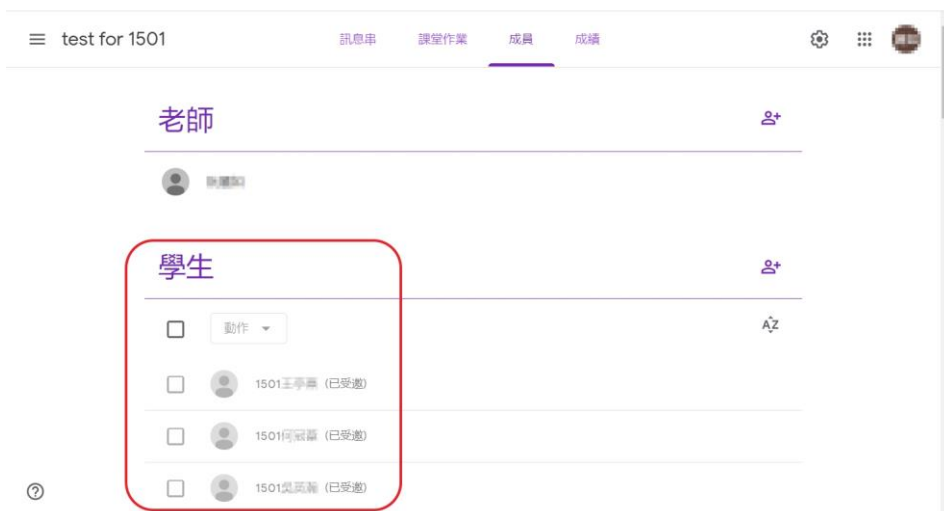 test for 1501 訊息串 課堂作業 成員 成績
老師
學生
動作
AZ
1501 (已受邀)
1501 (已受邀)
1501 (已受邀)